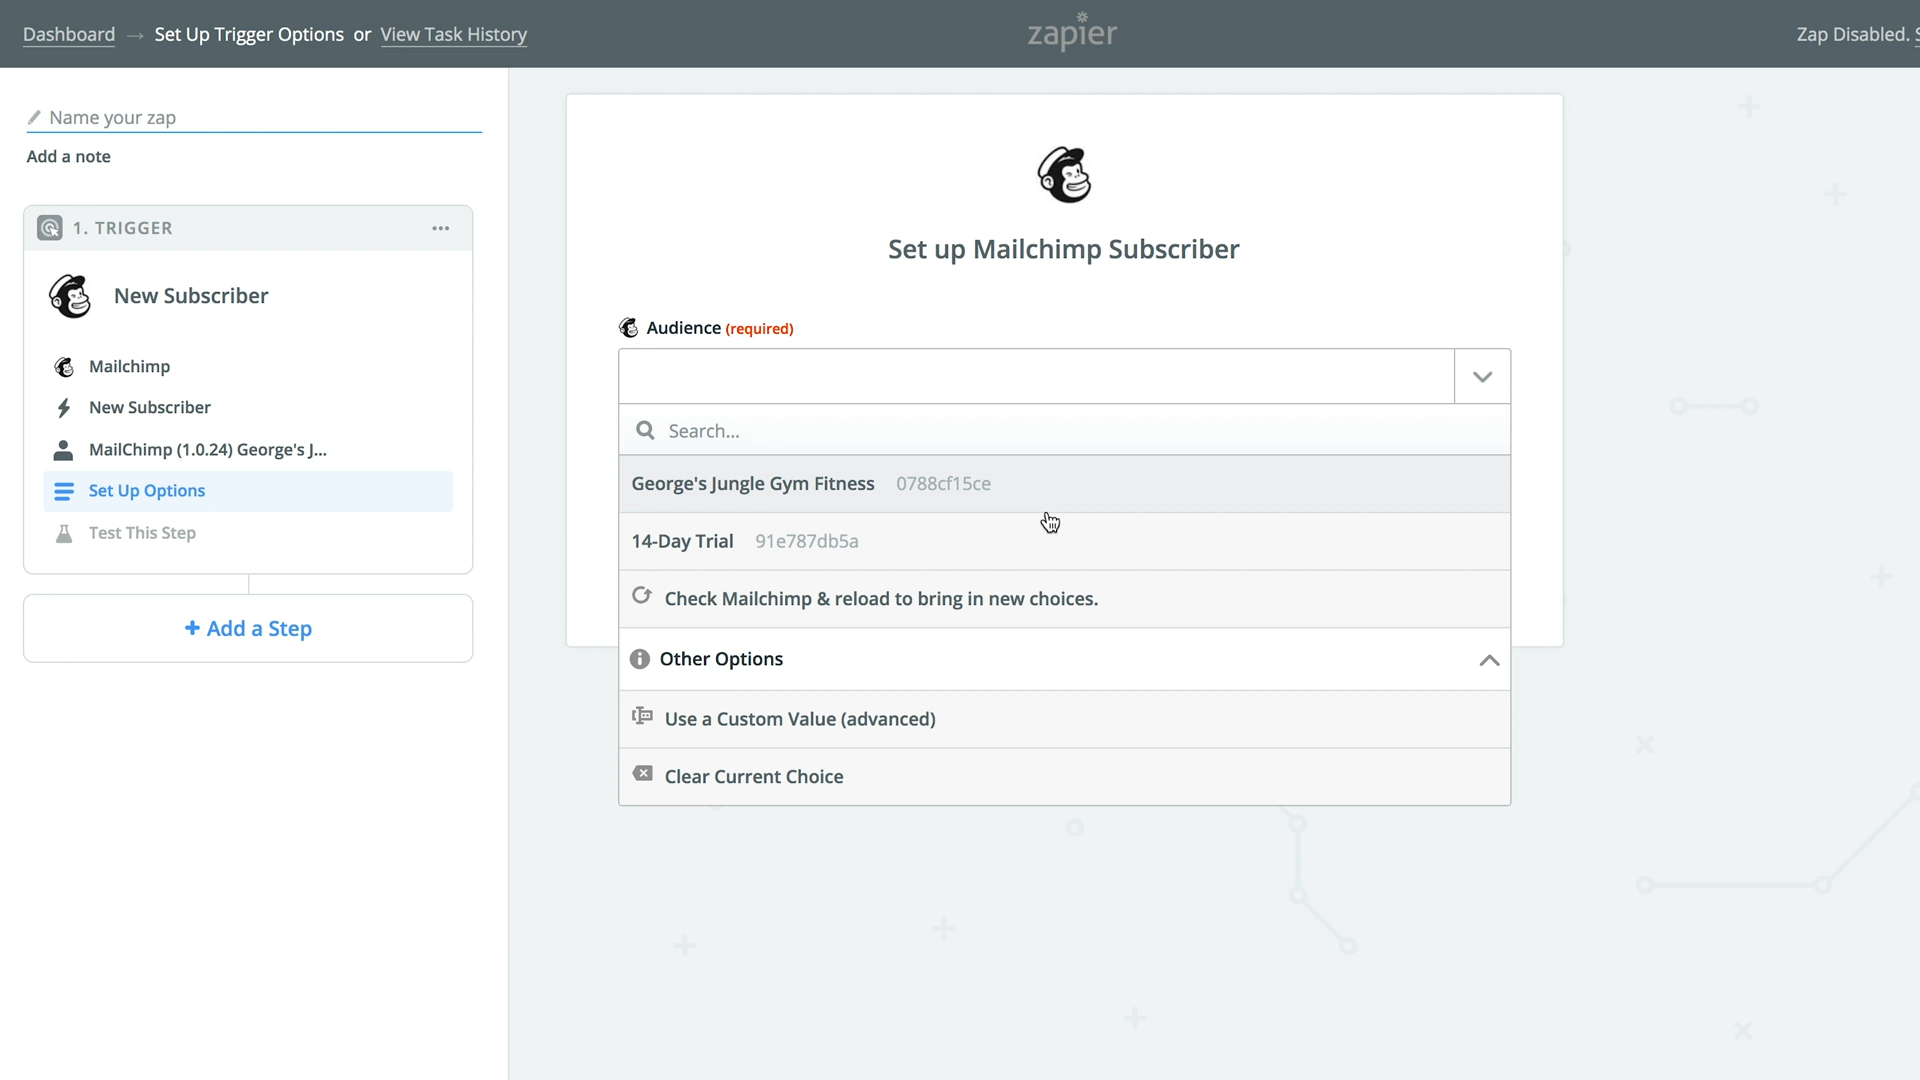 Dashboard → Set Up Trigger Options or View Task History
zapier
Zap Disabled.
Name your zap
Add a note
1. TRIGGER
New Subscriber
Mailchimp
New Subscriber
MailChimp (1.0.24) George's J...
Set Up Options
Test This Step
+ Add a Step
Set up Mailchimp Subscriber
Audience (required)
Search...
George's Jungle Gym Fitness 0788cf15ce
14-Day Trial 91e787db5a
Check Mailchimp & reload to bring in new choices.
Other Options
Use a Custom Value (advanced)
Clear Current Choice